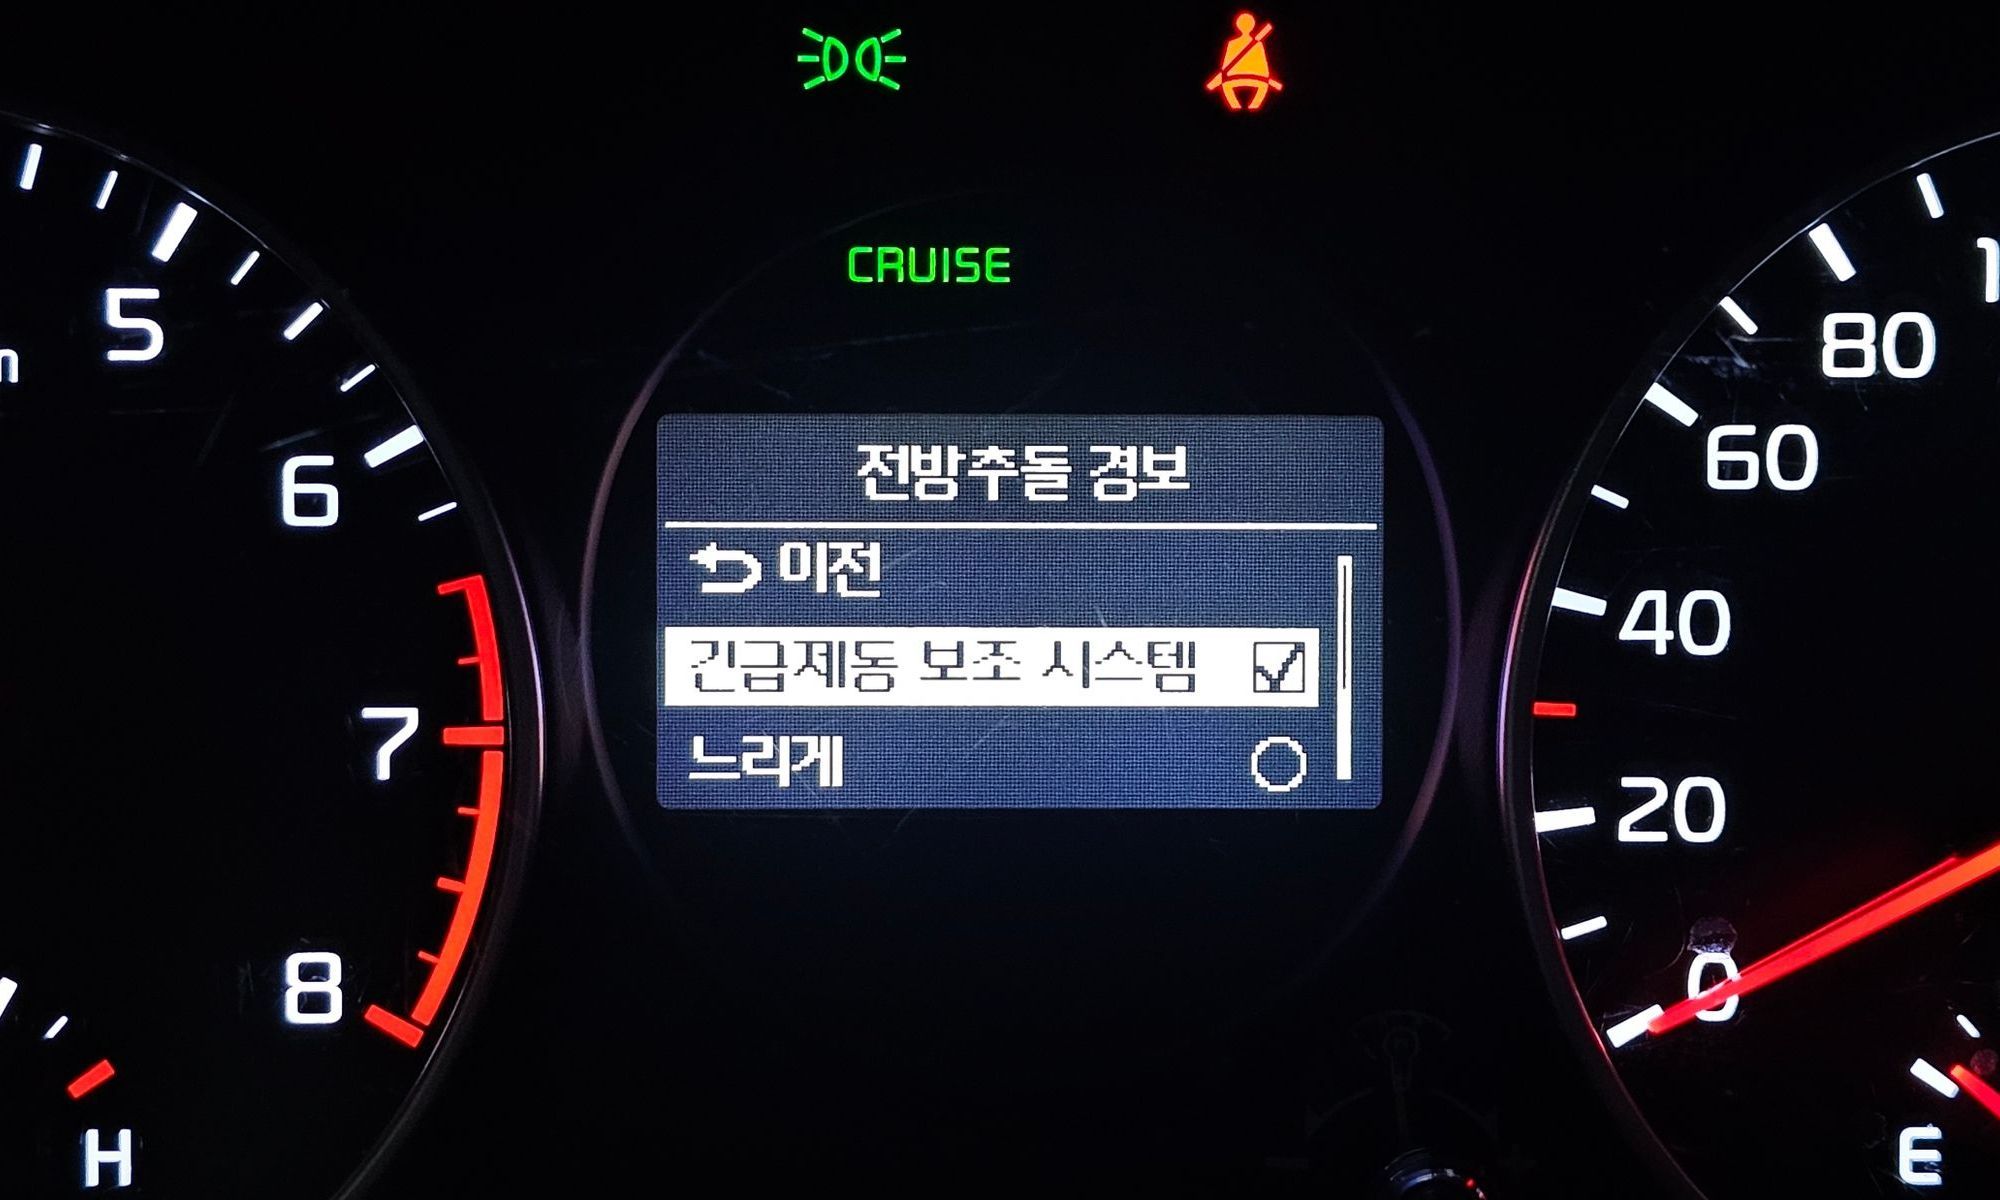 CRUISE
전방추돌 경보
이전
긴급제동 보조 시스템
느리게
5
6
7
8
H
80
60
40
20
0
E